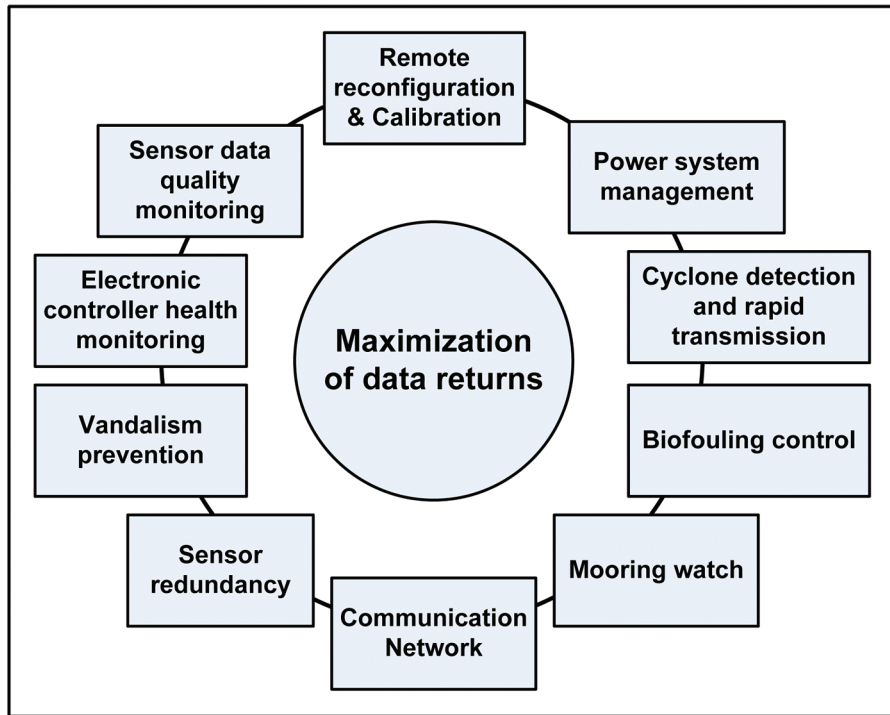 Remote
reconfiguration
& Calibration
Power system
management
Cyclone detection
and rapid
transmission
Biofouling control
Mooring watch
Communication
Network
Sensor
redundancy
Vandalism
prevention
Electronic
controller health
monitoring
Sensor data
quality
monitoring
Maximization
of data returns